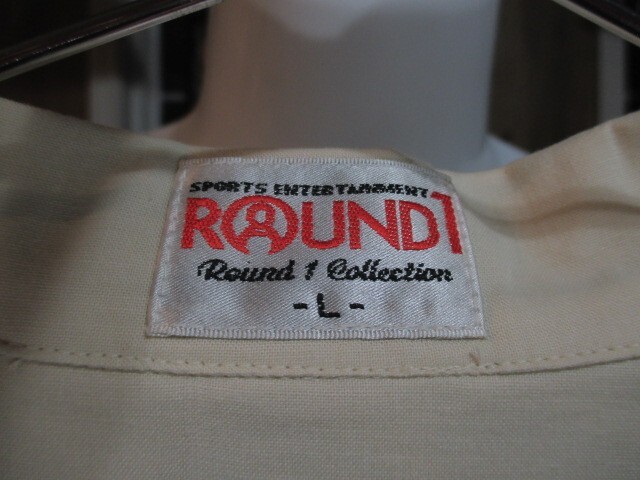 SPORTS ENTERTAINMENT
ROUND1
Round 1 Collection
- L -